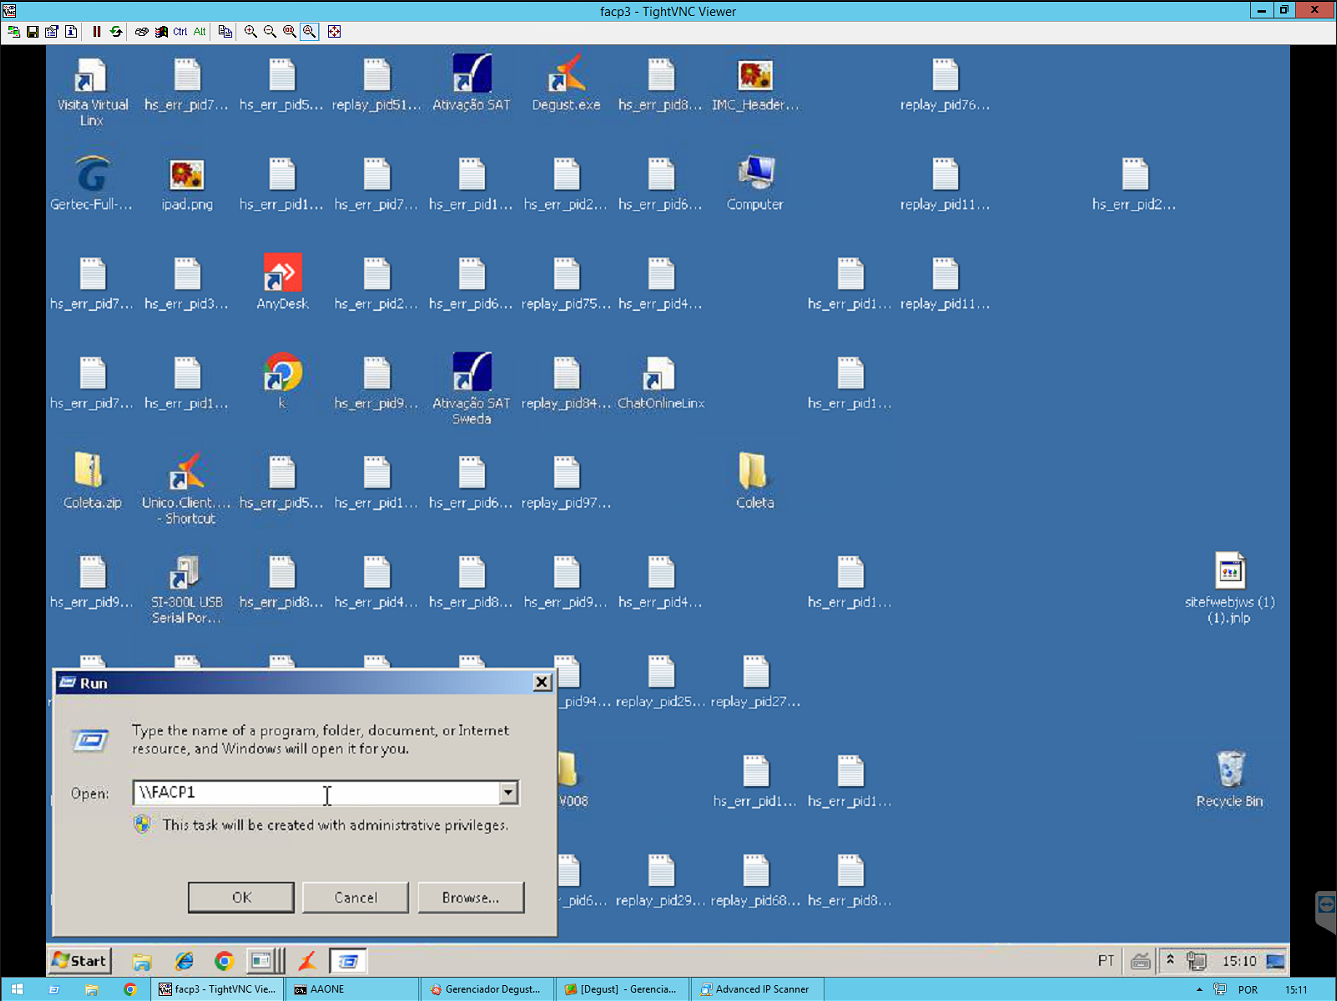 facp3 - TightVNC Viewer
Ctrl Alt
Visita Virtual
Linx
hs_err_pid7...
hs_err_pid5...
replay_pid51...
Ativação SAT
Degust.exe
hs_err_pid8...
IMC_Header...
replay_pid76...
Gertec-Full-...
ipad.png
hs_err_pid1...
hs_err_pid7...
hs_err_pid1...
hs_err_pid2...
hs_err_pid6...
Computer
replay_pid11...
hs_err_pid2...
hs_err_pid7...
hs_err_pid3...
AnyDesk
hs_err_pid2...
hs_err_pid6...
replay_pid75...
hs_err_pid4...
hs_err_pid1...
replay_pid11...
hs_err_pid7...
hs_err_pid1...
k
hs_err_pid9...
Ativação SAT
Sweda
replay_pid84...
ChatOnlineLinx
hs_err_pid1...
Coleta.zip
Unico.Client....
- Shortcut
hs_err_pid5...
hs_err_pid1...
hs_err_pid6...
replay_pid97...
Coleta
hs_err_pid9...
SI-300L USB
Serial Por...
hs_err_pid8...
hs_err_pid4...
hs_err_pid8...
hs_err_pid9...
hs_err_pid4...
hs_err_pid1...
sitefwebjws (1)
(1).jnlp
_pid94...
replay_pid25...
replay_pid27...
V008
hs_err_pid1...
hs_err_pid1...
Recycle Bin
_pid6...
replay_pid29...
replay_pid68...
hs_err_pid8...
Run
Type the name of a program, folder, document, or Internet
resource, and Windows will open it for you.
Open: \\FACP1
This task will be created with administrative privileges.
OK Cancel Browse...
Start
PT 15:10
facp3 - TightVNC Vie...
AAONE
Gerenciador Degust...
[Degust] - Gerencia...
Advanced IP Scanner
POR 15:11